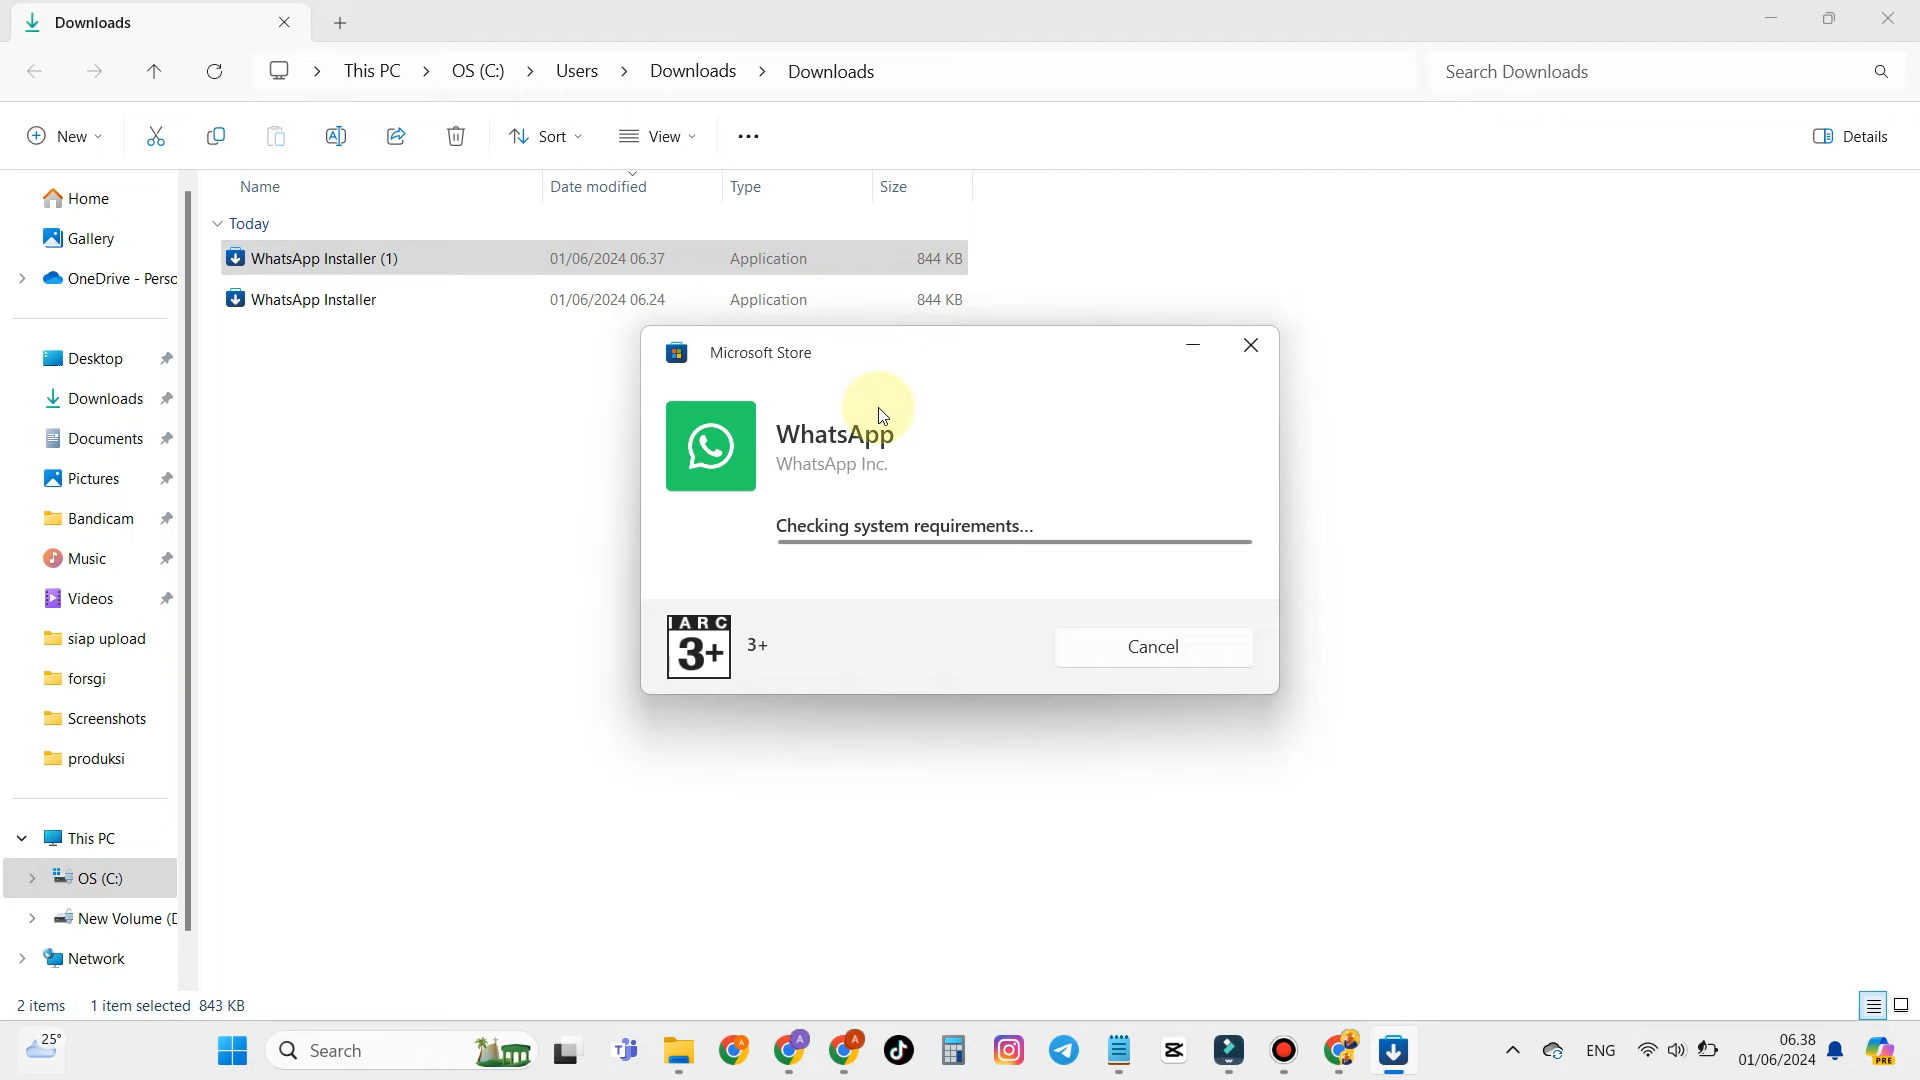 Downloads
This PC > OS (C:) > Users > Downloads > Downloads
Search Downloads
New
Sort
View
Details
Name Date modified Type Size
Today
WhatsApp Installer (1) 01/06/2024 06.37 Application 844 KB
WhatsApp Installer 01/06/2024 06.24 Application 844 KB
Home
Gallery
OneDrive - Perso
Desktop
Downloads
Documents
Pictures
Bandicam
Music
Videos
siap upload
forsgi
Screenshots
produksi
This PC
OS (C:)
New Volume (D
Network
Microsoft Store
WhatsApp
WhatsApp Inc.
Checking system requirements...
IARC
3+
3+
Cancel
2 items 1 item selected 843 KB
25°
Search
A
A
A
ENG
06.38
01/06/2024
PRE